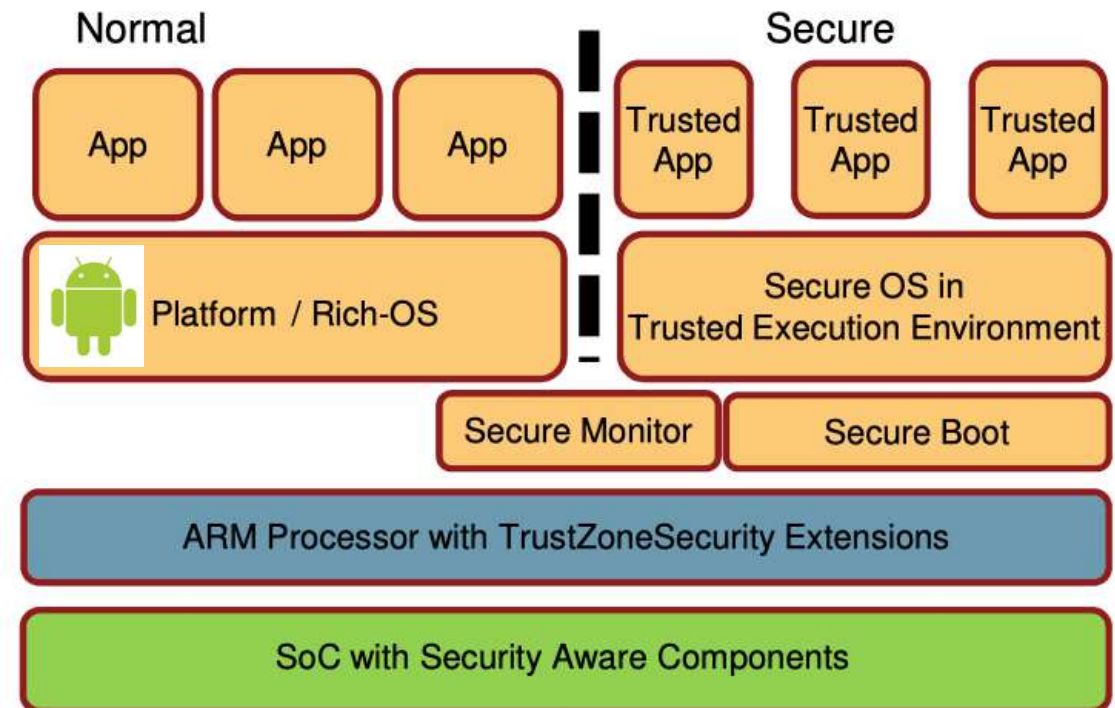 Normal
Secure
App
App
App
Trusted
App
Trusted
App
Trusted
App
Platform / Rich-OS
Secure OS in
Trusted Execution Environment
Secure Monitor
Secure Boot
ARM Processor with TrustZoneSecurity Extensions
SoC with Security Aware Components